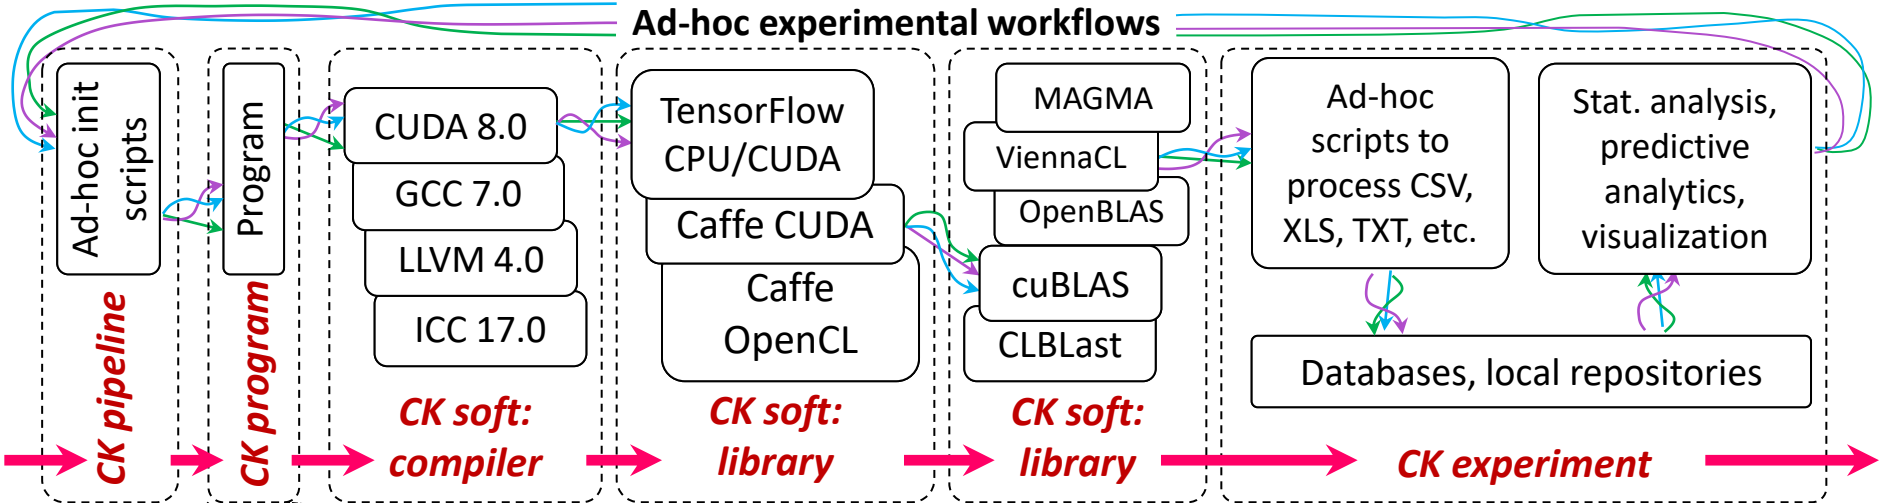 Ad-hoc experimental workflows
Ad-hoc init
scripts
CK pipeline
Program
CK program
CUDA 8.0
GCC 7.0
LLVM 4.0
ICC 17.0
CK soft:
compiler
TensorFlow
CPU/CUDA
Caffe CUDA
Caffe
OpenCL
CK soft:
library
MAGMA
ViennaCL
OpenBLAS
cuBLAS
CLBLast
CK soft:
library
Ad-hoc
scripts to
process CSV,
XLS, TXT, etc.
Stat. analysis,
predictive
analytics,
visualization
Databases, local repositories
CK experiment